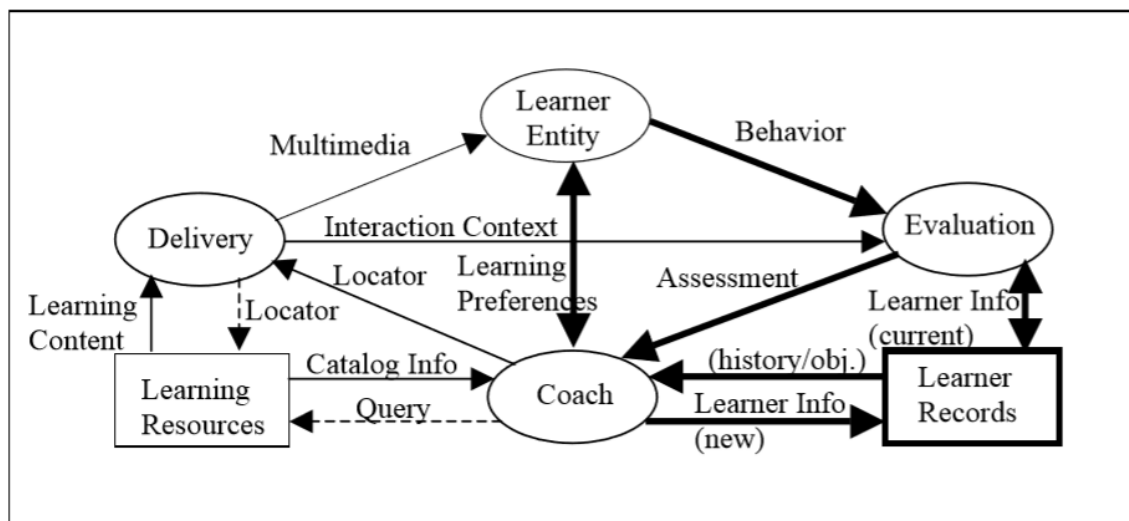 Learner
Entity
Multimedia
Behavior
Delivery
Interaction Context
Evaluation
Locator
Learning
Preferences
Assessment
Learning
Content
Locator
Learner Info
(current)
Catalog Info
(history/obj.)
Learning
Resources
Coach
Learner
Records
Query
Learner Info
(new)